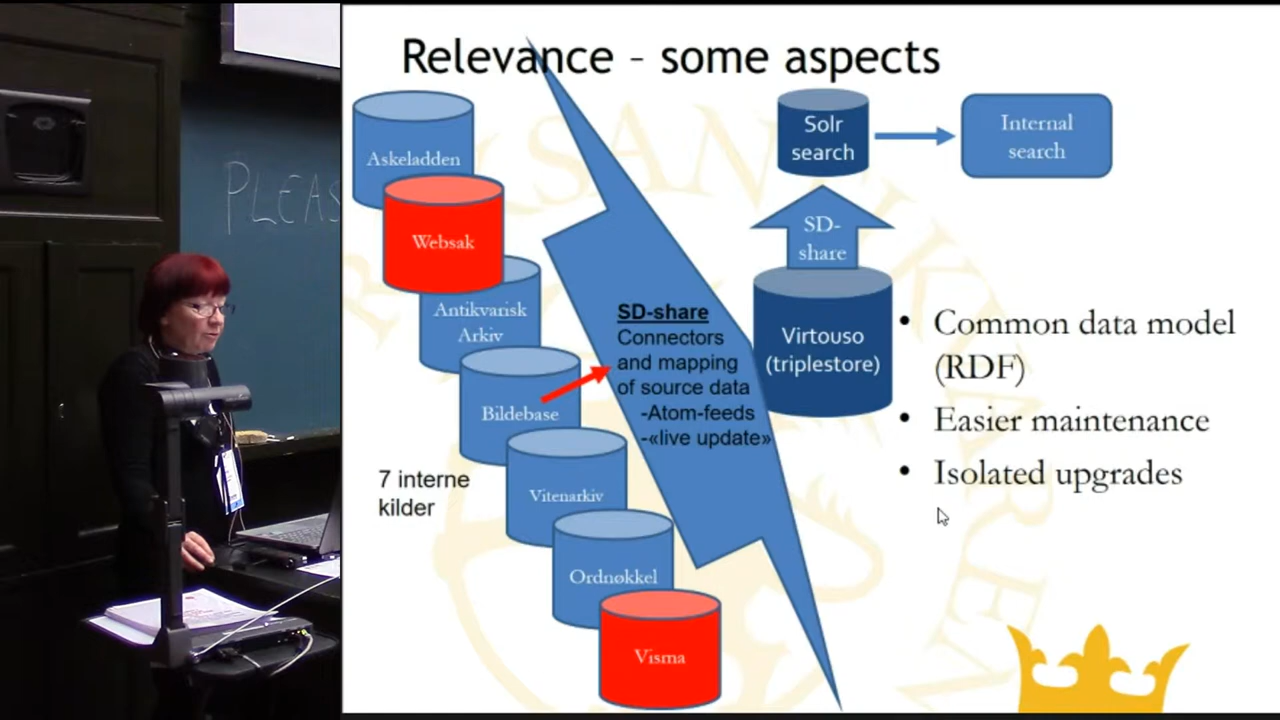 Relevance – some aspects
PLEAS
Askeladden
Websak
Antikvarisk
Arkiv
Bildebase
Vitenarkiv
Ordnøkkel
Visma
7 interne
kilder
SD-share
Connectors
and mapping
of source data
-Atom-feeds
-«live update»
Solr
search
Internal
search
SD-
share
Virtouso
(triplestore)
• Common data model
(RDF)
• Easier maintenance
• Isolated upgrades
RIKSANTIKVAREN